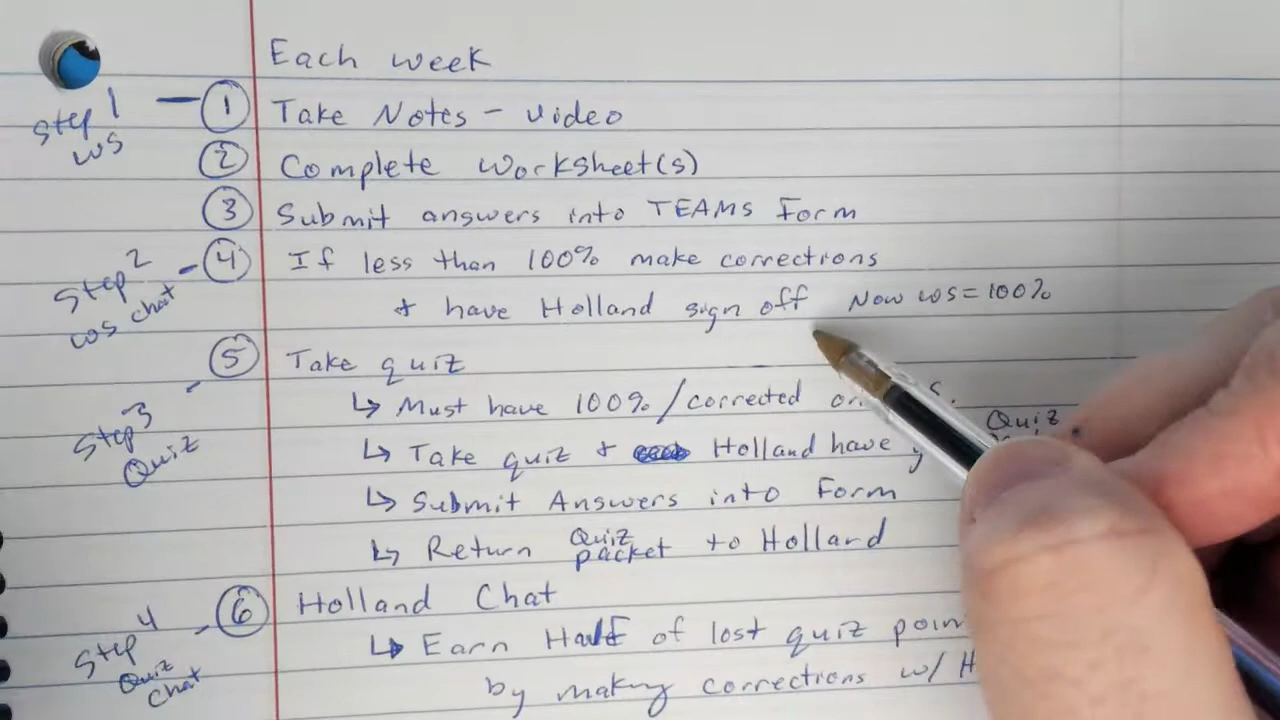 Each week
Step 1 — ① Take Notes - video
ws
② Complete Worksheet(s)
③ Submit answers into TEAMS Form
Step 2 - ④ If less than 100% make corrections
ws chat + have Holland sign off Now ws = 100%
⑤ Take quiz
Step 3 ↳ Must have 100%/corrected on
Quiz ↳ Take quiz + Holland have Quiz
↳ Submit Answers into Form
↳ Return Quiz packet to Holland
Step 4 - ⑥ Holland Chat
Quiz chat ↳ Earn Half of lost quiz
by making corrections w/